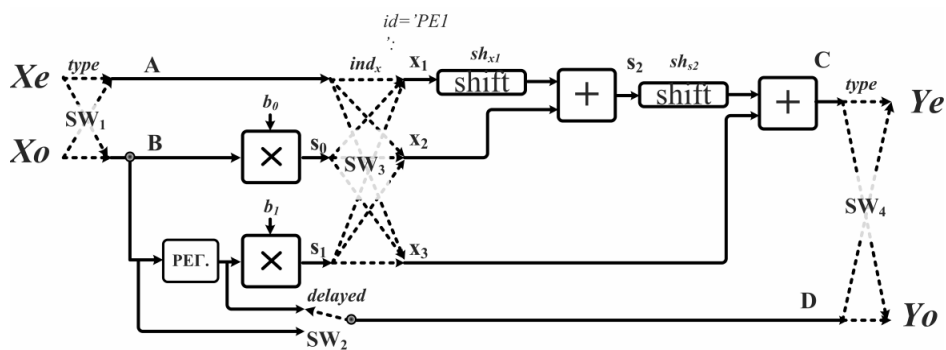 id='PE1
':
Xe
type
A
ind_x
x₁
sh_x1
shift
s₂
sh_s2
shift
C
type
Ye
SW₁
b₀
+
+
Xo
B
×
s₀
SW₃
x₂
b₁
SW₄
РЕГ.
×
s₁
x₃
delayed
D
Yo
SW₂